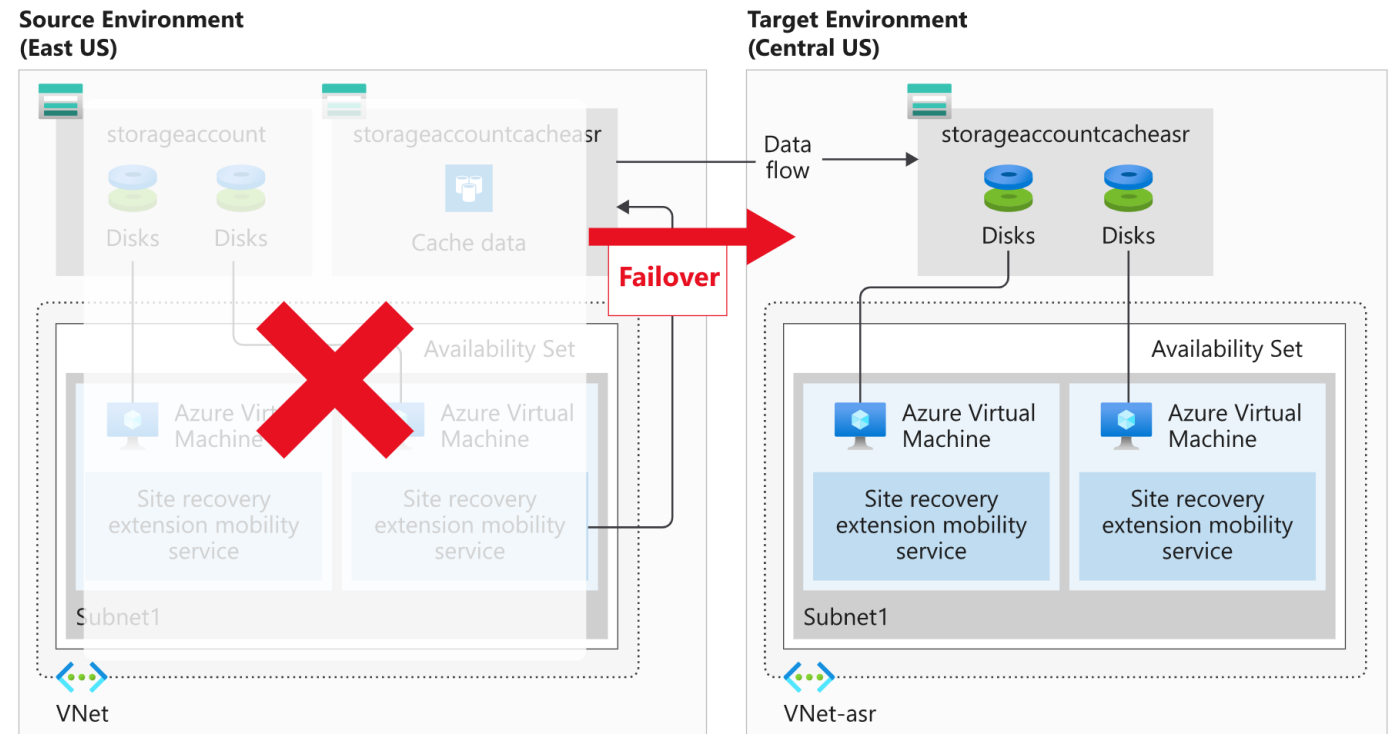 Source Environment
(East US)
storageaccount
Disks
Disks
storageaccountcacheasr
Cache data
Data
flow
Failover
Availability Set
Azure Virtual
Machine
Site recovery
extension mobility
service
Azure Virtual
Machine
Site recovery
extension mobility
service
Subnet1
VNet
Target Environment
(Central US)
storageaccountcacheasr
Disks
Disks
Availability Set
Azure Virtual
Machine
Site recovery
extension mobility
service
Azure Virtual
Machine
Site recovery
extension mobility
service
Subnet1
VNet-asr